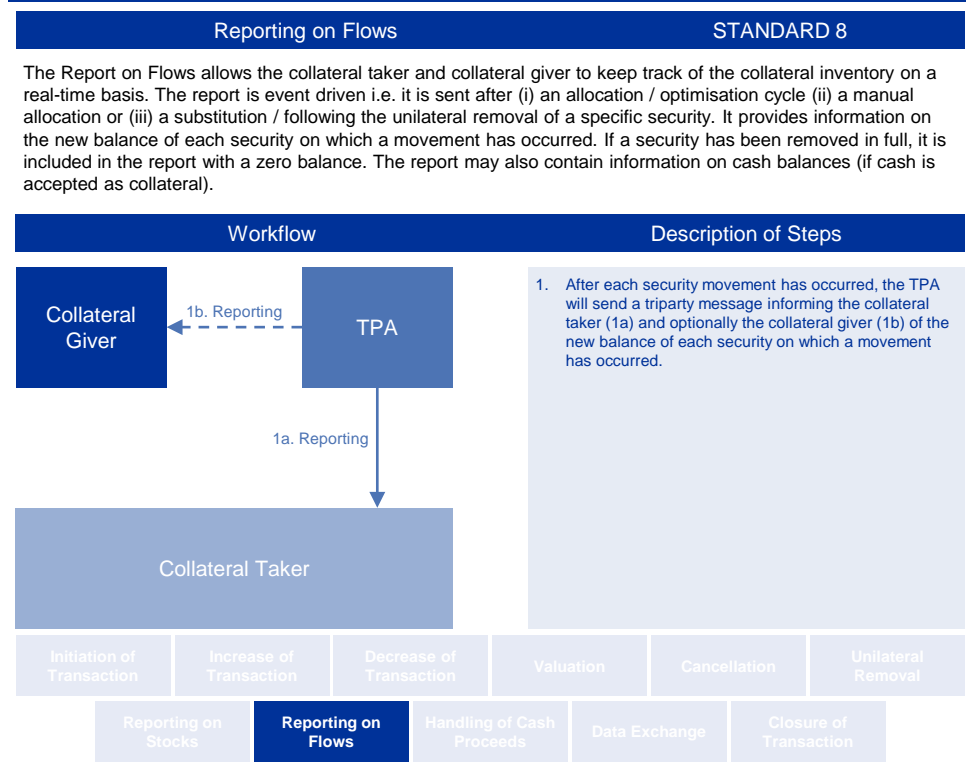 Reporting on Flows
STANDARD 8
The Report on Flows allows the collateral taker and collateral giver to keep track of the collateral inventory on a
real-time basis. The report is event driven i.e. it is sent after (i) an allocation / optimisation cycle (ii) a manual
allocation or (iii) a substitution / following the unilateral removal of a specific security. It provides information on
the new balance of each security on which a movement has occurred. If a security has been removed in full, it is
included in the report with a zero balance. The report may also contain information on cash balances (if cash is
accepted as collateral).
Workflow
Description of Steps
Collateral
Giver
1b. Reporting
TPA
1a. Reporting
Collateral Taker
1. After each security movement has occurred, the TPA
will send a triparty message informing the collateral
taker (1a) and optionally the collateral giver (1b) of the
new balance of each security on which a movement
has occurred.
Initiation of
Transaction
Increase of
Transaction
Decrease of
Transaction
Valuation
Cancellation
Unilateral
Removal
Reporting on
Stocks
Reporting on
Flows
Handling of Cash
Proceeds
Data Exchange
Closure of
Transaction